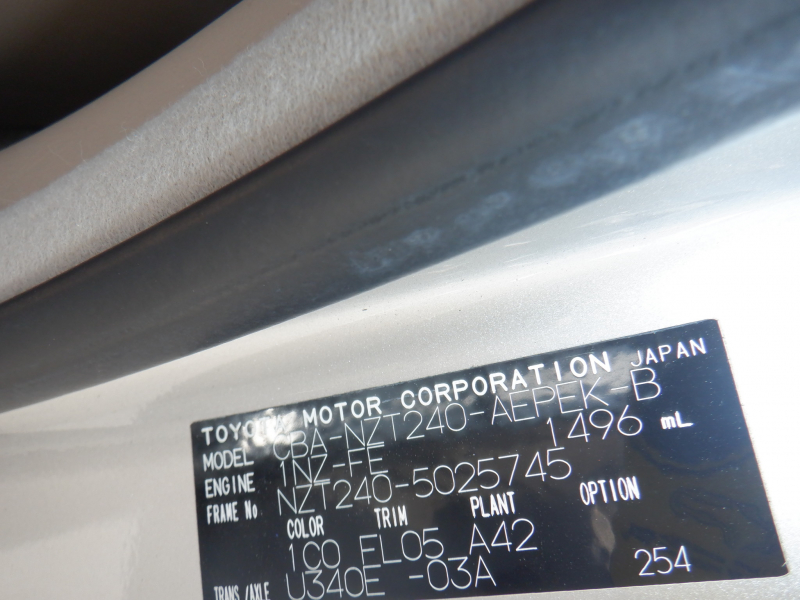 TOYOTA MOTOR CORPORATION JAPAN
MODEL CBA-NZT240-AEPEK-B
ENGINE 1NZ-FE 1496 mL
FRAME No NZT240-5025745
COLOR TRIM PLANT OPTION
1C0 FL05 A42
TRANS/AXLE U340E -03A 254